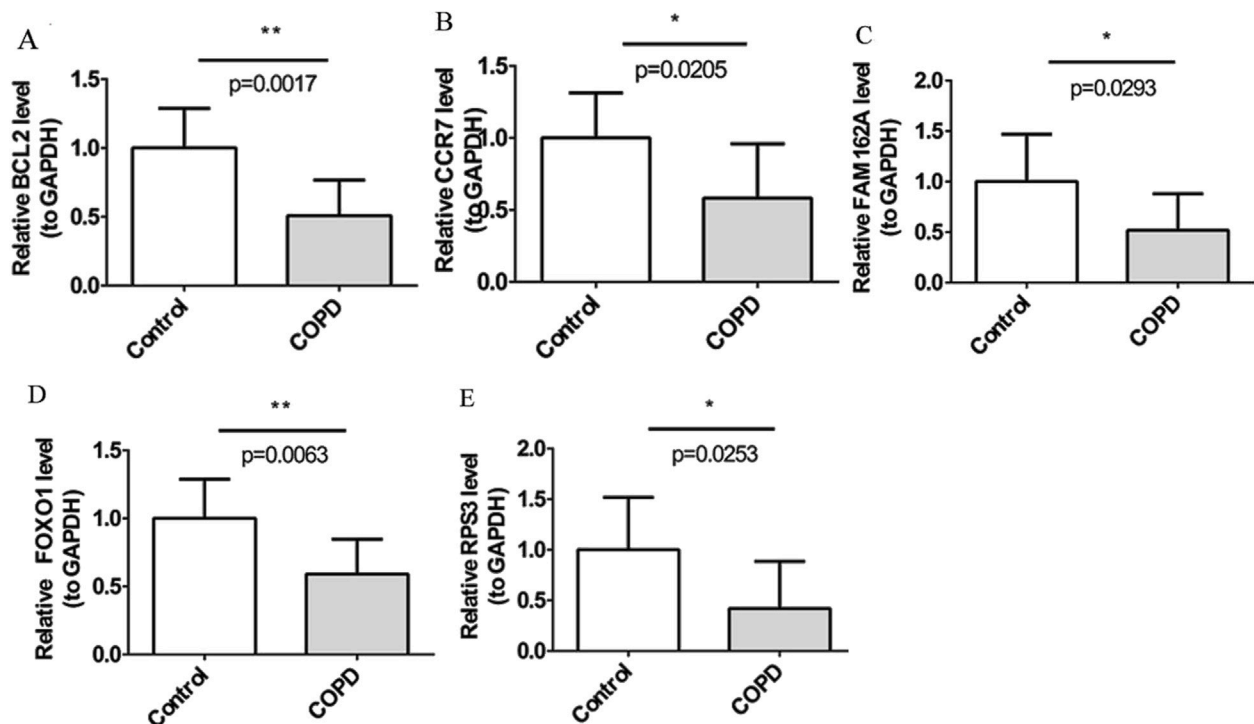 A
**
p=0.0017
Relative BCL2 level
(to GAPDH)
1.5
1.0
0.5
0.0
Control
COPD
B
*
p=0.0205
Relative CCR7 level
(to GAPDH)
1.5
1.0
0.5
0.0
Control
COPD
C
*
p=0.0293
Relative FAM162A level
(to GAPDH)
2.0
1.5
1.0
0.5
0.0
Control
COPD
D
**
p=0.0063
Relative FOXO1 level
(to GAPDH)
1.5
1.0
0.5
0.0
Control
COPD
E
*
p=0.0253
Relative RPS3 level
(to GAPDH)
2.0
1.5
1.0
0.5
0.0
Control
COPD